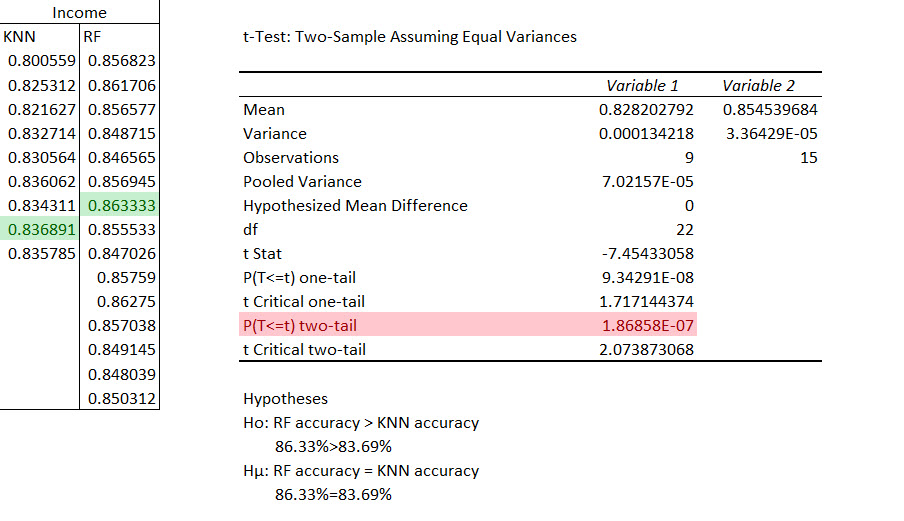 Income
KNN RF
0.800559 0.856823
0.825312 0.861706
0.821627 0.856577
0.832714 0.848715
0.830564 0.846565
0.836062 0.856945
0.834311 0.863333
0.836891 0.855533
0.835785 0.847026
0.85759
0.86275
0.857038
0.849145
0.848039
0.850312
t-Test: Two-Sample Assuming Equal Variances
Variable 1 Variable 2
Mean 0.828202792 0.854539684
Variance 0.000134218 3.36429E-05
Observations 9 15
Pooled Variance 7.02157E-05
Hypothesized Mean Difference 0
df 22
t Stat -7.45433058
P(T<=t) one-tail 9.34291E-08
t Critical one-tail 1.717144374
P(T<=t) two-tail 1.86858E-07
t Critical two-tail 2.073873068
Hypotheses
Ho: RF accuracy > KNN accuracy
86.33%>83.69%
Hµ: RF accuracy = KNN accuracy
86.33%=83.69%